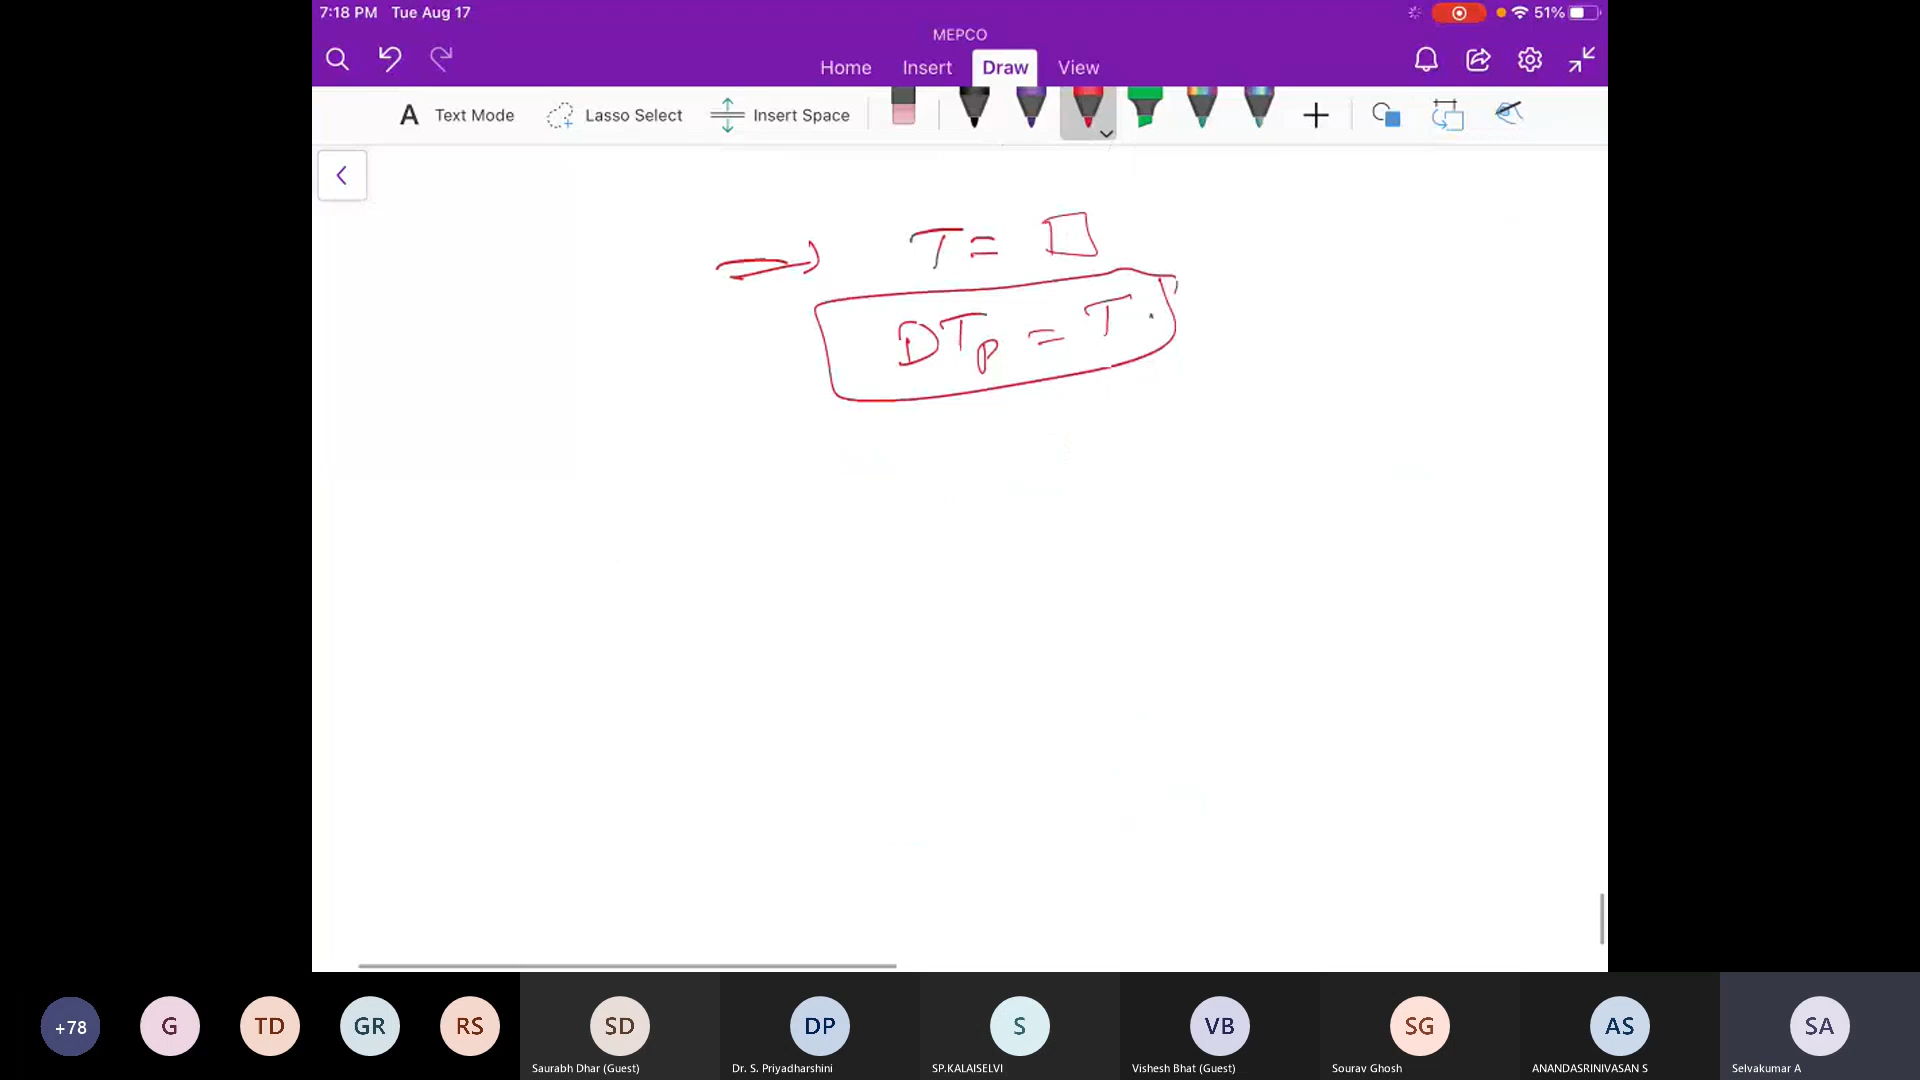 7:18 PM Tue Aug 17
51%
MEPCO
Home Insert Draw View
A Text Mode Lasso Select Insert Space
T = □
DTp = T
+78 G TD GR RS SD DP S VB SG AS SA
Saurabh Dhar (Guest) Dr. S. Priyadharshini SP.KALAISELVI Vishesh Bhat (Guest) Sourav Ghosh ANANDASRINIVASAN S Selvakumar A